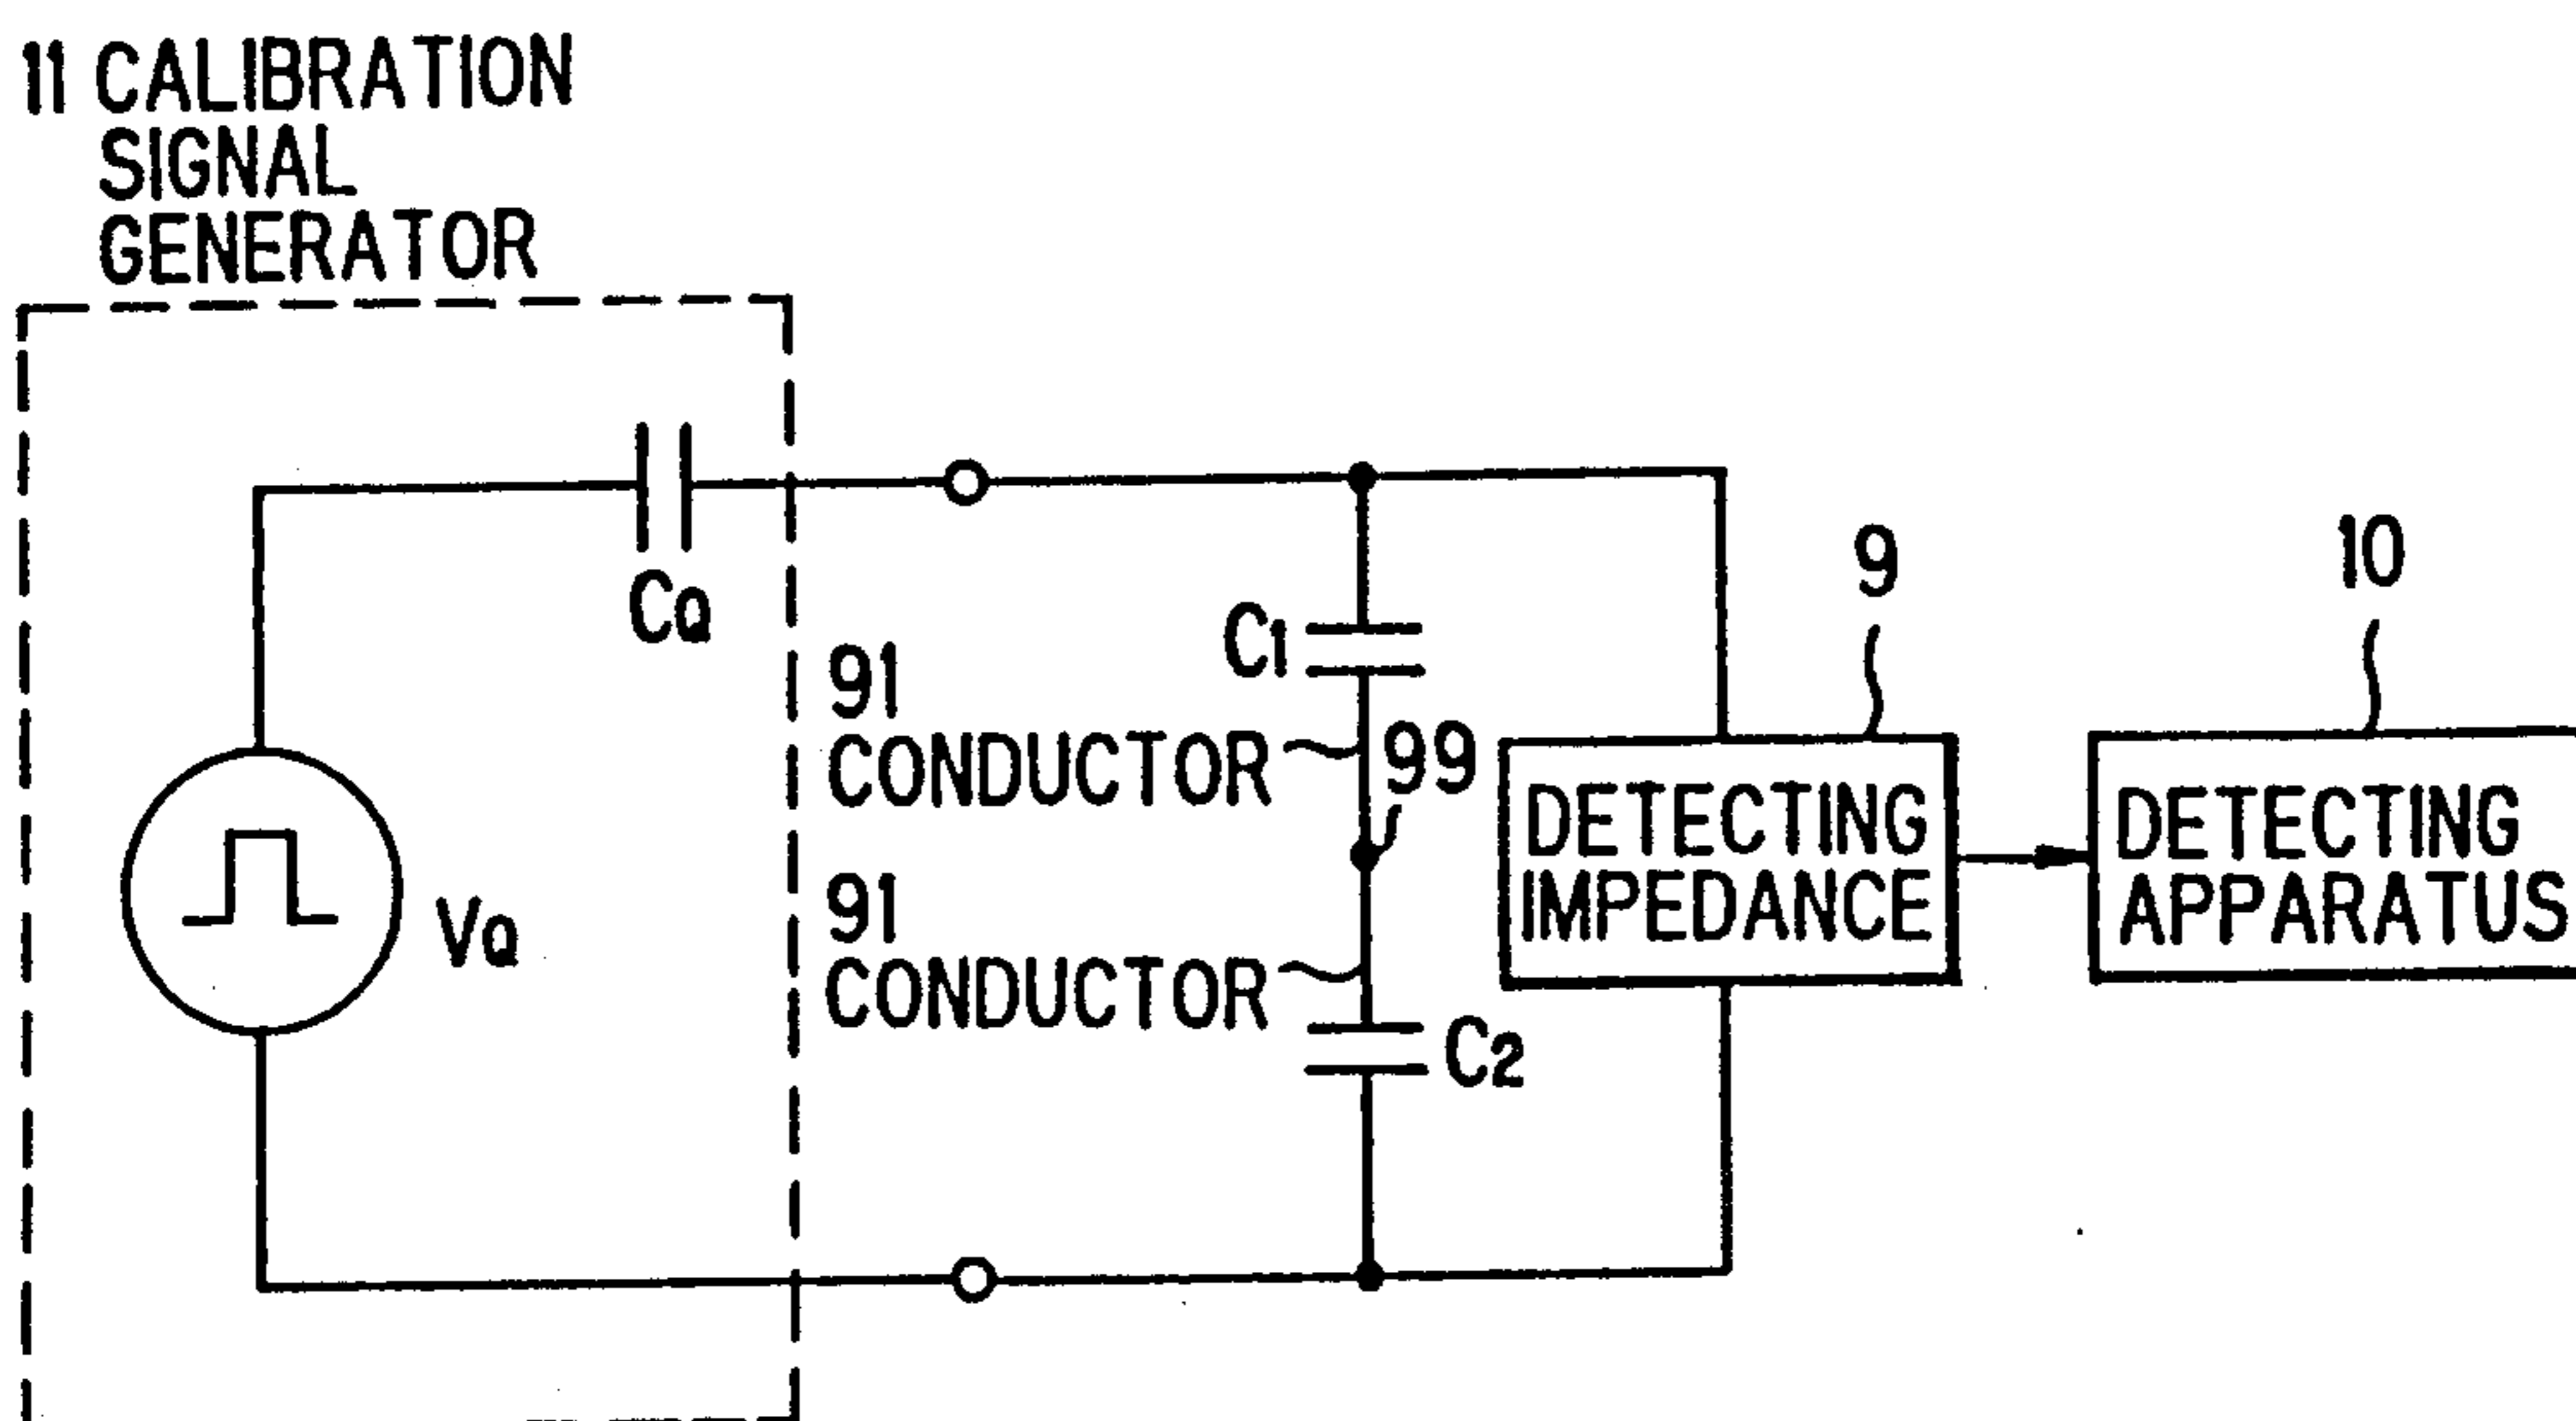 11 CALIBRATION
SIGNAL
GENERATOR
CQ
VQ
91
CONDUCTOR
C1
99
91
CONDUCTOR
C2
9
DETECTING
IMPEDANCE
10
DETECTING
APPARATUS